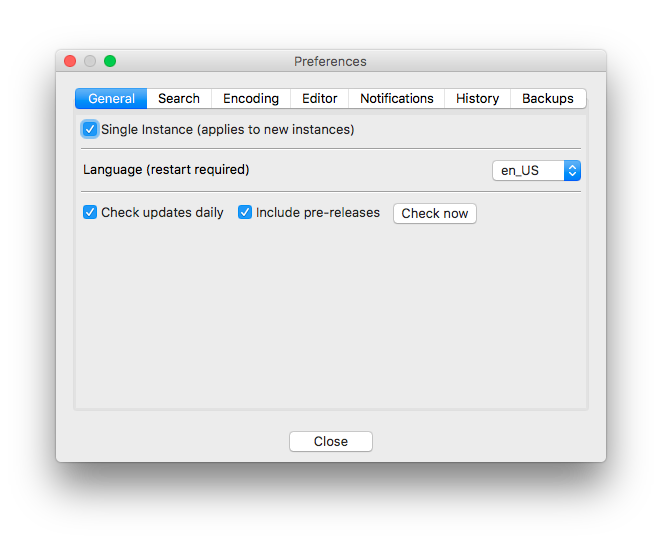 Preferences
General Search Encoding Editor Notifications History Backups
Single Instance (applies to new instances)
Language (restart required) en_US
Check updates daily Include pre-releases Check now
Close